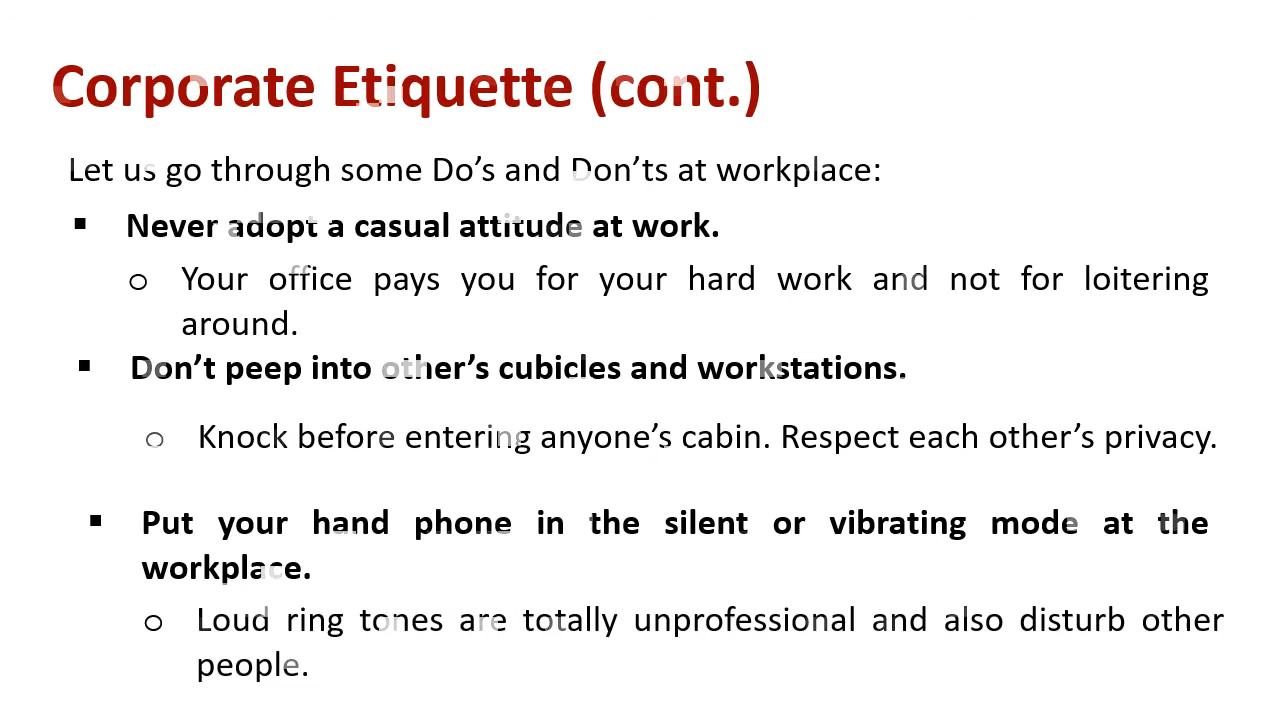 Corporate Etiquette (cont.)
Let us go through some Do’s and Don’ts at workplace:
▪ Never adopt a casual attitude at work.
o Your office pays you for your hard work and not for loitering
around.
▪ Don’t peep into other’s cubicles and workstations.
o Knock before entering anyone’s cabin. Respect each other’s privacy.
▪ Put your hand phone in the silent or vibrating mode at the
workplace.
o Loud ring tones are totally unprofessional and also disturb other
people.